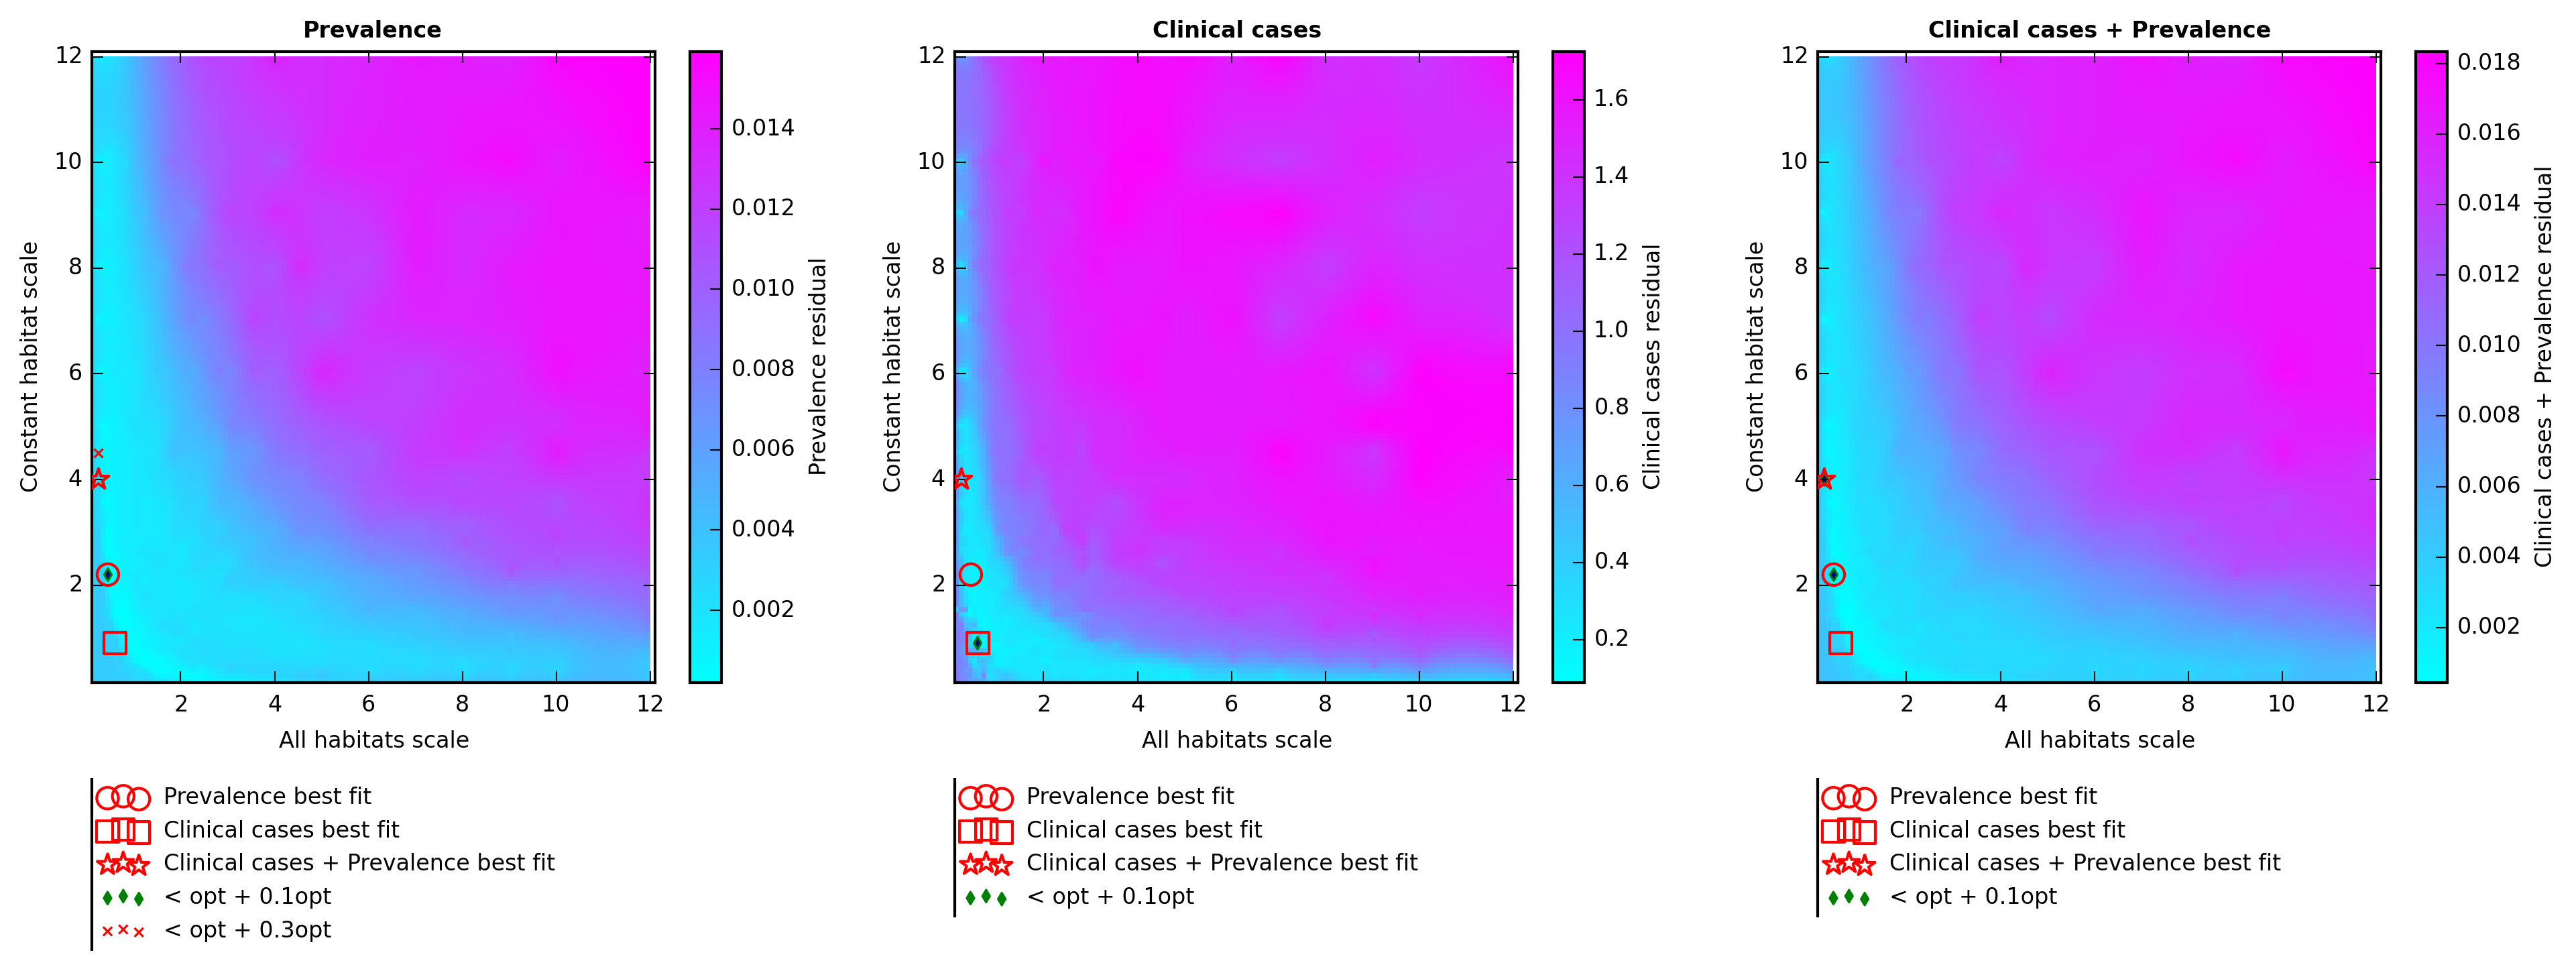 Prevalence
12
10
8
6
4
2
Constant habitat scale
2 4 6 8 10 12
All habitats scale
0.014
0.012
0.010
0.008
0.006
0.004
0.002
Prevalence residual
Prevalence best fit
Clinical cases best fit
Clinical cases + Prevalence best fit
< opt + 0.1opt
< opt + 0.3opt
Clinical cases
12
10
8
6
4
2
Constant habitat scale
2 4 6 8 10 12
All habitats scale
1.6
1.4
1.2
1.0
0.8
0.6
0.4
0.2
Clinical cases residual
Prevalence best fit
Clinical cases best fit
Clinical cases + Prevalence best fit
< opt + 0.1opt
Clinical cases + Prevalence
12
10
8
6
4
2
Constant habitat scale
2 4 6 8 10 12
All habitats scale
0.018
0.016
0.014
0.012
0.010
0.008
0.006
0.004
0.002
Clinical cases + Prevalence residual
Prevalence best fit
Clinical cases best fit
Clinical cases + Prevalence best fit
< opt + 0.1opt